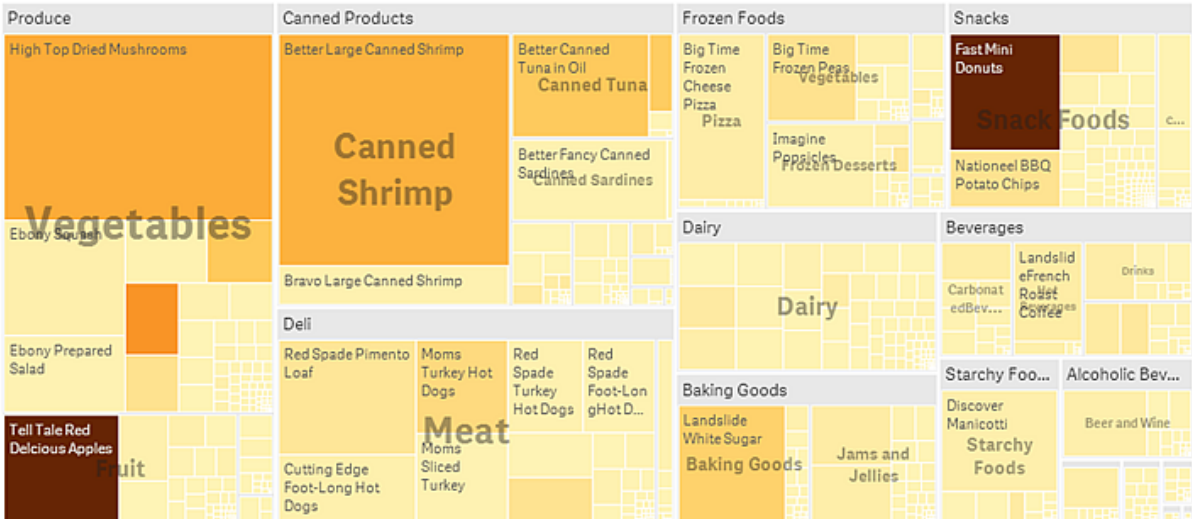 Produce
High Top Dried Mushrooms
Vegetables
Ebony Squash
Ebony Prepared
Salad
Tell Tale Red
Delcious Apples
Fruit
Canned Products
Better Large Canned Shrimp
Canned
Shrimp
Bravo Large Canned Shrimp
Better Canned
Tuna in Oil
Canned Tuna
Better Fancy Canned
Sardines
Canned Sardines
Deli
Red Spade Pimento
Loaf
Cutting Edge
Foot-Long Hot
Dogs
Moms
Turkey Hot
Dogs
Meat
Moms
Sliced
Turkey
Red
Spade
Turkey
Hot Dogs
Red
Spade
Foot-Lon
gHot D...
Frozen Foods
Big Time
Frozen
Cheese
Pizza
Pizza
Big Time
Frozen Peas
Vegetables
Imagine
Popsicles
Frozen Desserts
Dairy
Dairy
Baking Goods
Landslide
White Sugar
Baking Goods
Jams and
Jellies
Snacks
Fast Mini
Donuts
Snack Foods
Nationeel BBQ
Potato Chips
c...
Beverages
Carbonat
edBev...
Landslid
eFrench
Roast
Coffee
Hot
Beverages
Drinks
Starchy Foo...
Discover
Manicotti
Starchy
Foods
Alcoholic Bev...
Beer and Wine